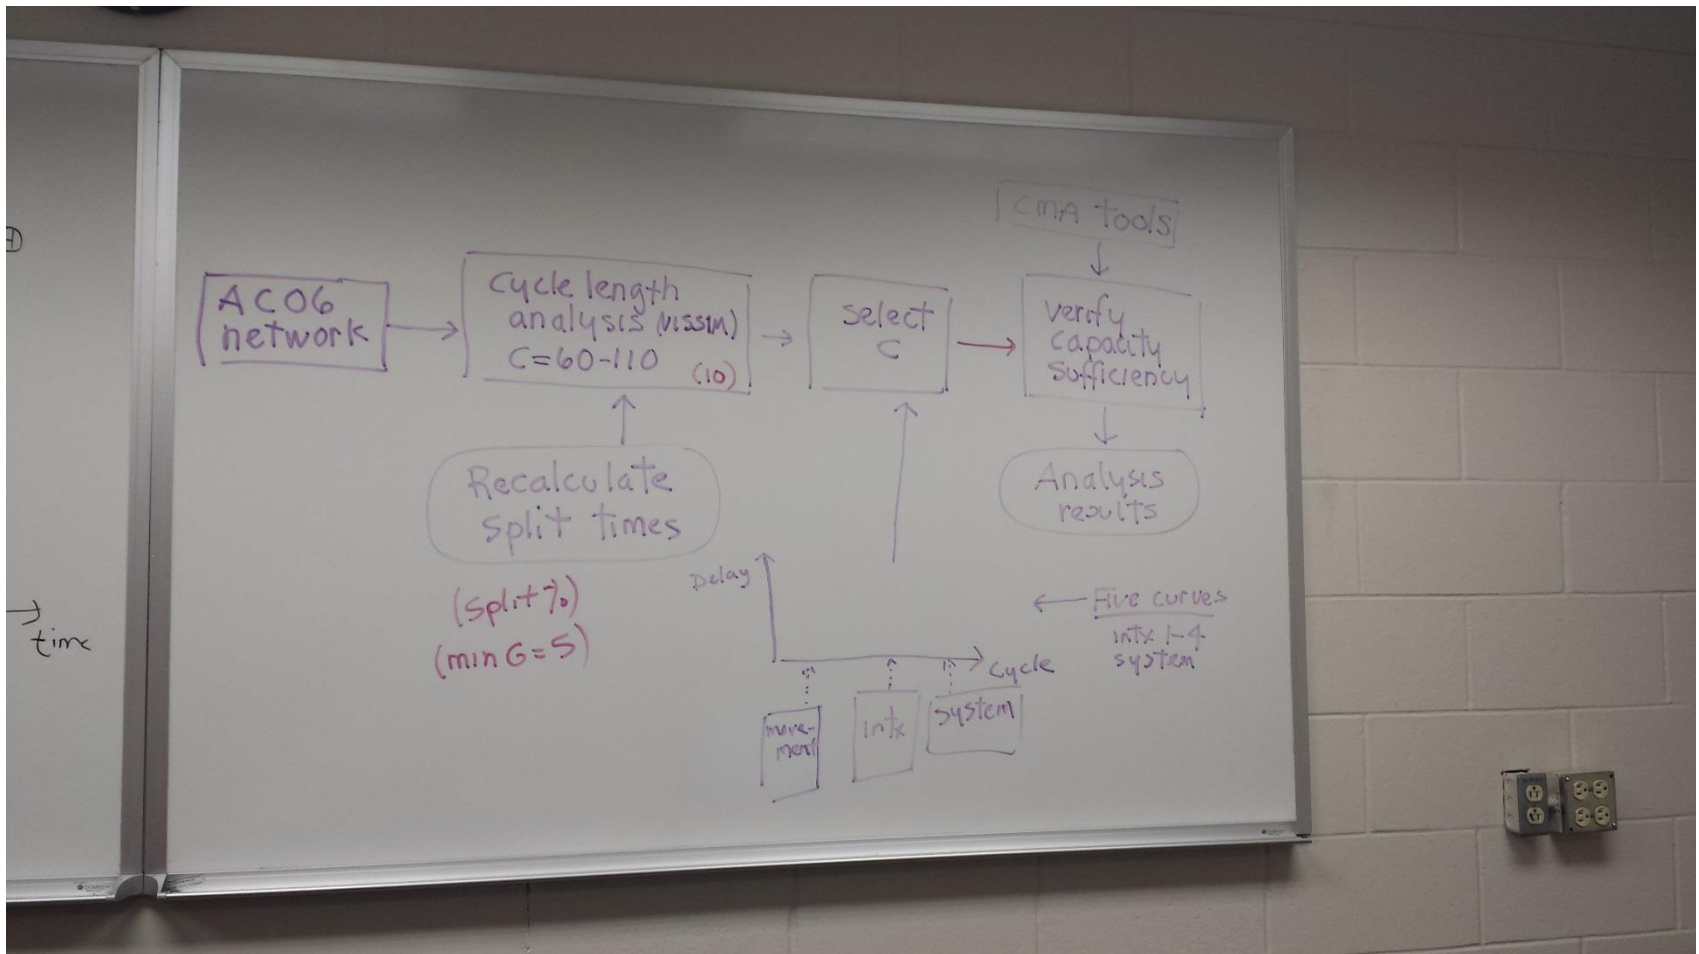 time
AC06
network
Cycle length
analysis (VISSIM)
C=60-110 (10)
Recalculate
split times
(split %)
(min G=5)
select
C
CMA tools
verify
capacity
sufficiency
Analysis
results
Delay
Cycle
move-
ment
intx
system
Five curves
intx 1-4
system